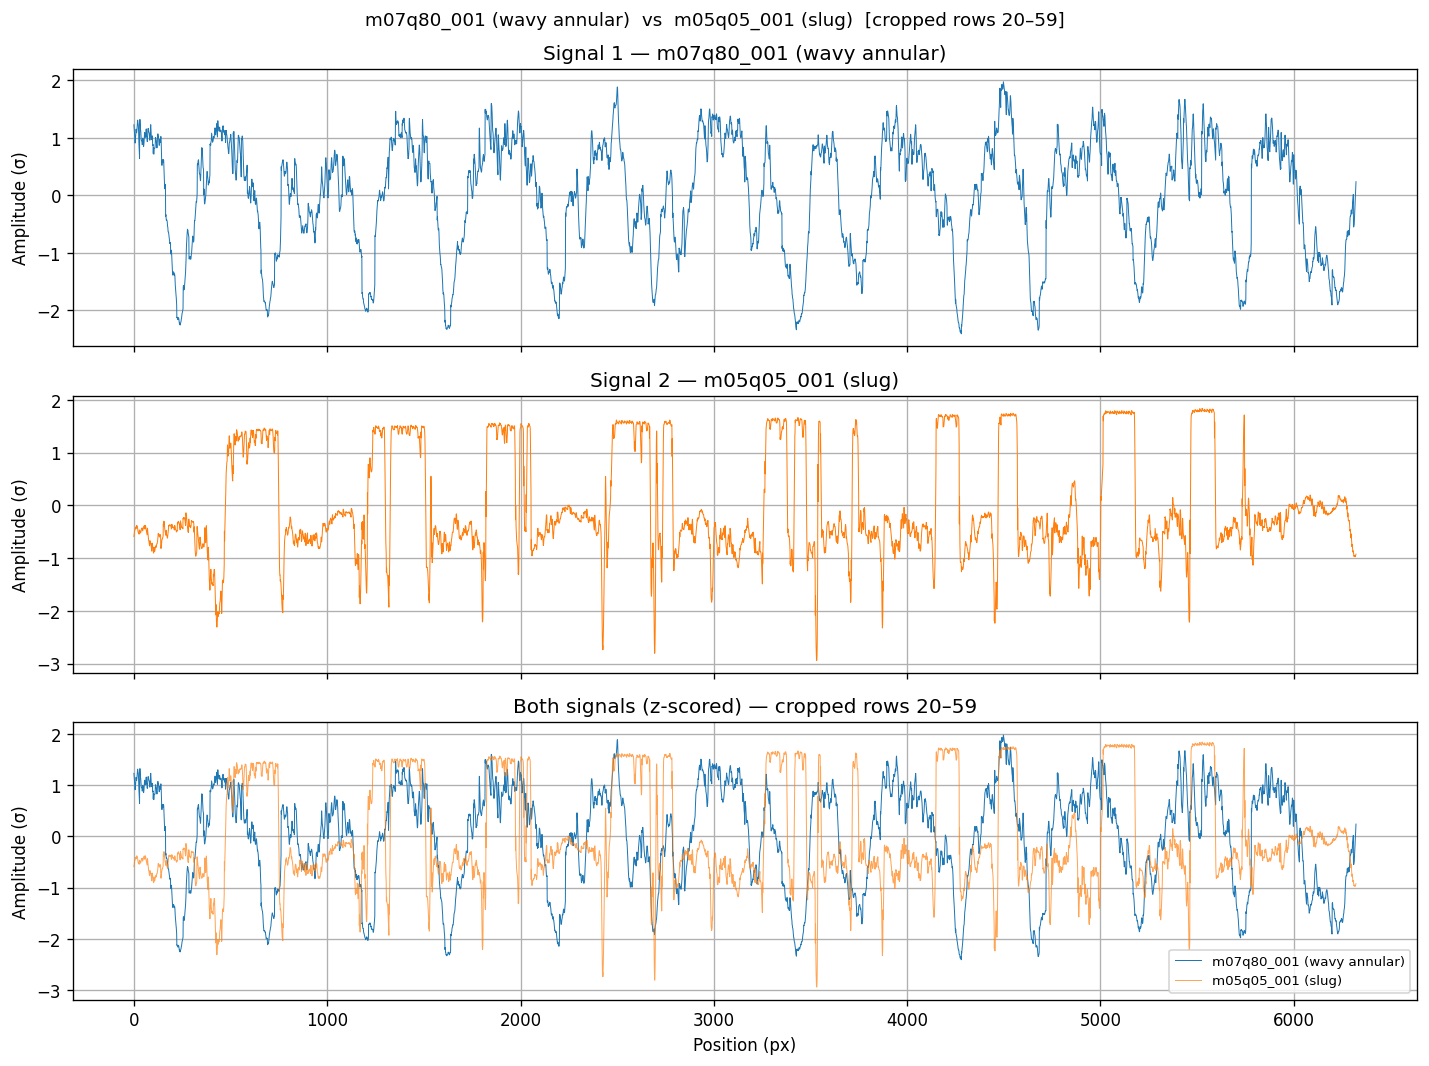 m07q80_001 (wavy annular)  vs  m05q05_001 (slug)  [cropped rows 20–59]
Signal 1 — m07q80_001 (wavy annular)
2
1
0
−1
−2
Amplitude (σ)
Signal 2 — m05q05_001 (slug)
2
1
0
−1
−2
−3
Amplitude (σ)
Both signals (z-scored) — cropped rows 20–59
2
1
0
−1
−2
−3
Amplitude (σ)
m07q80_001 (wavy annular)
m05q05_001 (slug)
0 1000 2000 3000 4000 5000 6000
Position (px)